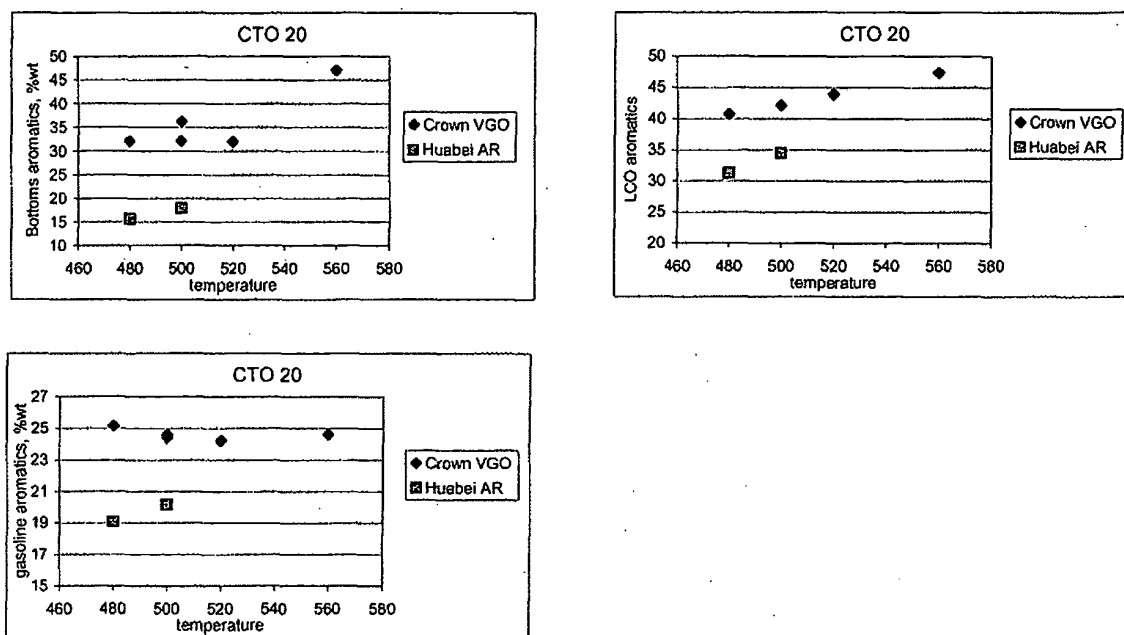 CTO 20
Bottoms aromatics, %wt
50
45
40
35
30
25
20
15
10
460 480 500 520 540 560 580
temperature
Crown VGO
Huabei AR
CTO 20
LCO aromatics
50
45
40
35
30
25
20
460 480 500 520 540 560 580
temperature
Crown VGO
Huabei AR
CTO 20
gasoline aromatics, %wt
27
25
23
21
19
17
15
460 480 500 520 540 560 580
temperature
Crown VGO
Huabei AR